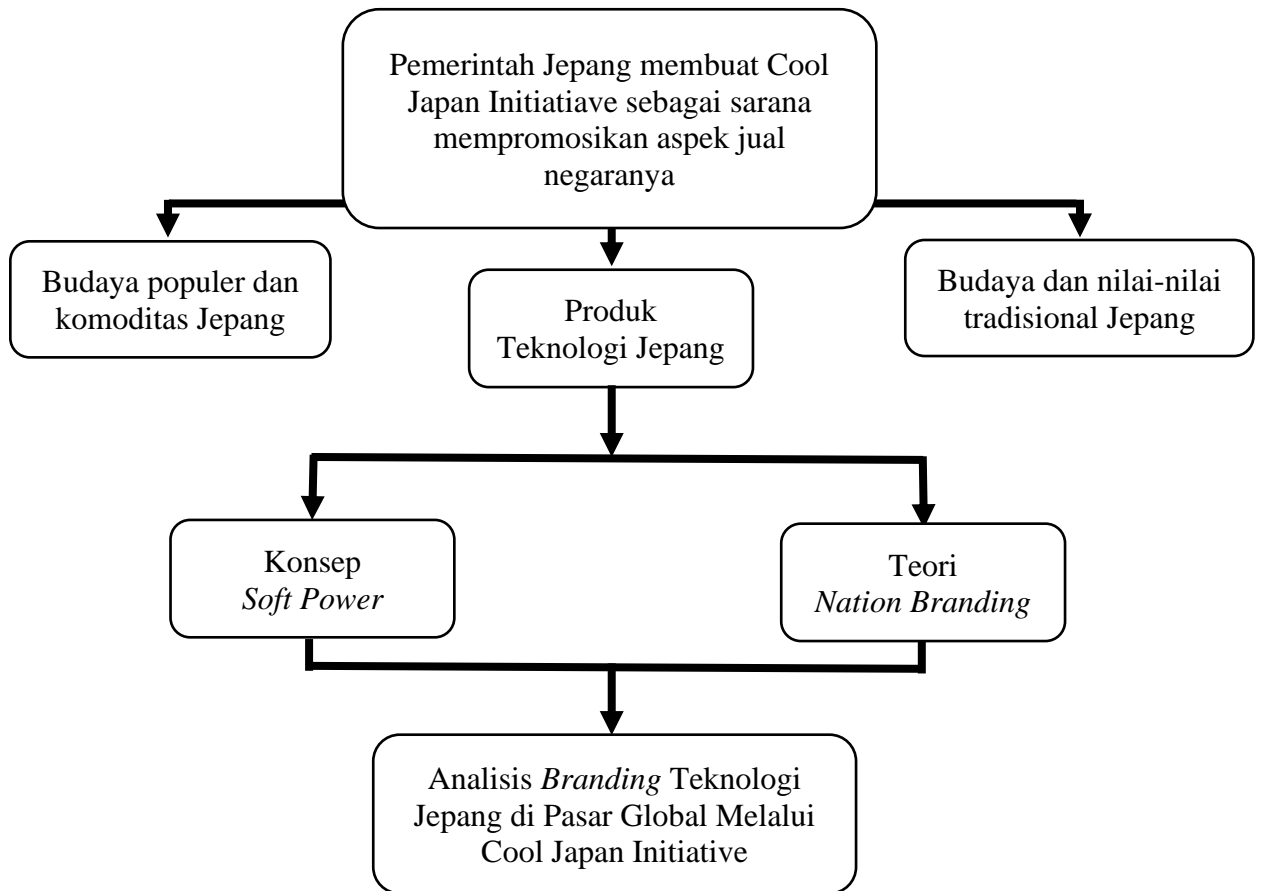 Pemerintah Jepang membuat Cool
Japan Initiatiave sebagai sarana
mempromosikan aspek jual
negaranya
Budaya populer dan
komoditas Jepang
Produk
Teknologi Jepang
Budaya dan nilai-nilai
tradisional Jepang
Konsep
Soft Power
Teori
Nation Branding
Analisis Branding Teknologi
Jepang di Pasar Global Melalui
Cool Japan Initiative